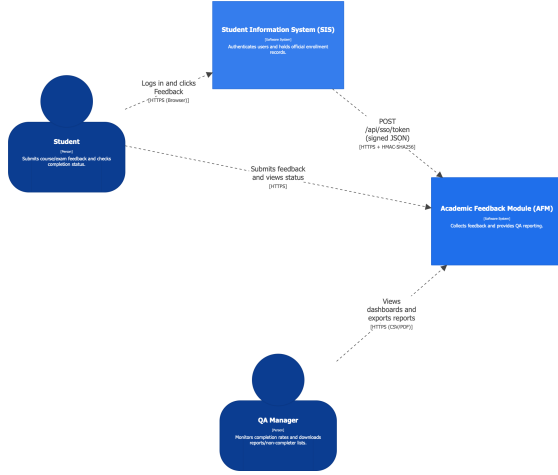 Student Information System (SIS)
[Software System]
Authenticates users and holds official enrollment
records.
Logs in and clicks
Feedback
[HTTPS (Browser)]
POST
/api/sso/token
(signed JSON)
[HTTPS + HMAC-SHA256]
Student
[Person]
Submits course/exam feedback and checks
completion status.
Submits feedback
and views status
[HTTPS]
Academic Feedback Module (AFM)
[Software System]
Collects feedback and provides QA reporting.
Views
dashboards and
exports reports
[HTTPS (CSV/PDF)]
QA Manager
[Person]
Monitors completion rates and downloads
reports/non-completer lists.